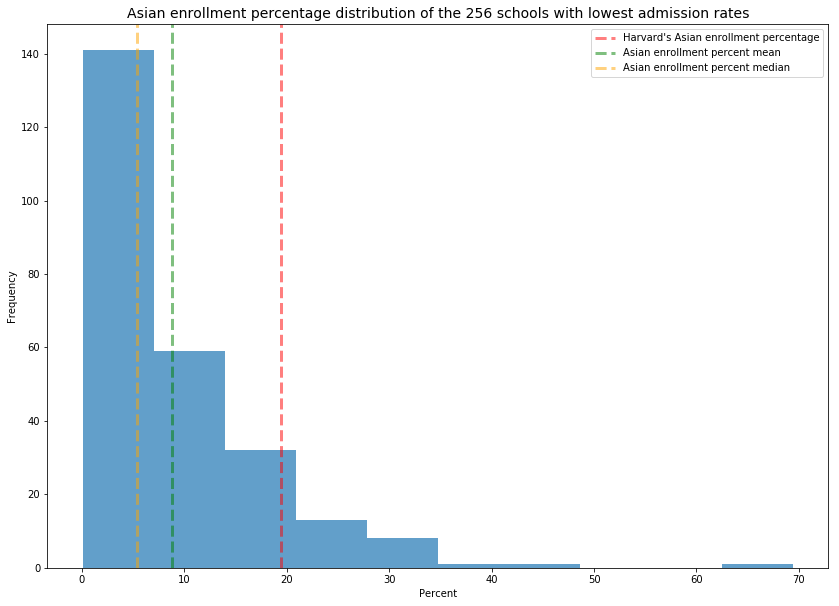 Asian enrollment percentage distribution of the 256 schools with lowest admission rates
Harvard's Asian enrollment percentage
Asian enrollment percent mean
Asian enrollment percent median
140
120
100
80
60
40
20
0
Frequency
0 10 20 30 40 50 60 70
Percent